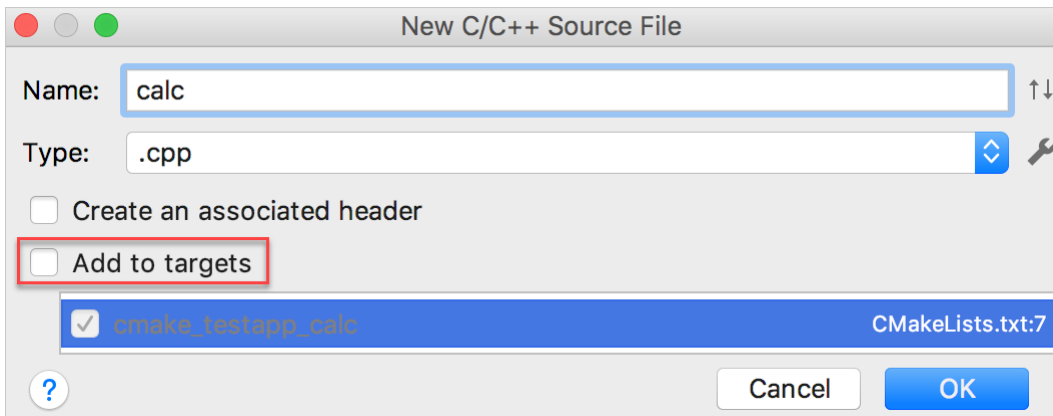 New C/C++ Source File
Name: calc
Type: .cpp
Create an associated header
Add to targets
cmake_testapp_calc CMakeLists.txt:7
? Cancel OK